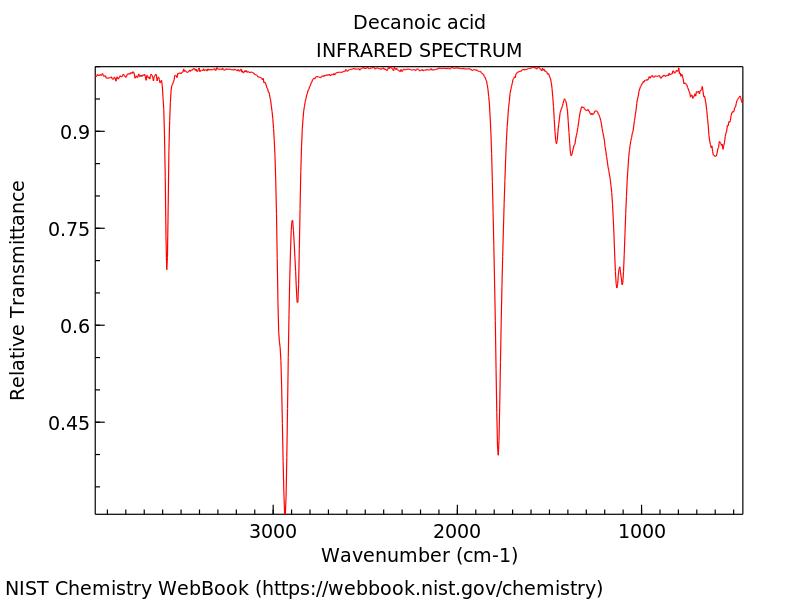 Decanoic acid
INFRARED SPECTRUM
0.9
0.75
0.6
0.45
Relative Transmittance
3000 2000 1000
Wavenumber (cm-1)
NIST Chemistry WebBook (https://webbook.nist.gov/chemistry)